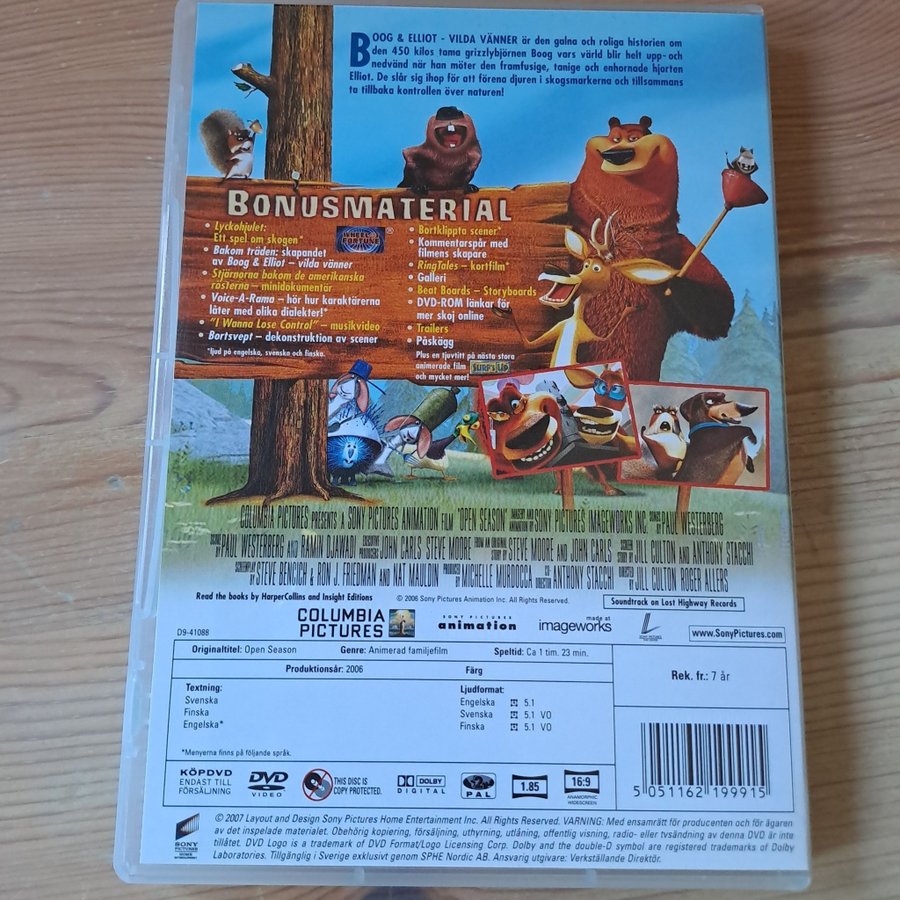 BOOG & ELLIOT - VILDA VÄNNER är den galna och roliga historien om
den 450 kilos tama grizzlybjörnen Boog vars värld blir helt upp- och
nedvänd när han möter den framfusige, tanige och enhornade hjorten
Elliot. De slår sig ihop för att förena djuren i skogsmarkerna och tillsammans
ta tillbaka kontrollen över naturen!
BONUSMATERIAL
• Lyckohjulet:
Ett spel om skogen*
WHEEL OF FORTUNE
• Bakom träden: skapandet
av Boog & Elliot – vilda vänner
• Stjärnorna bakom de amerikanska
rösterna – minidokumentär
• Voice-A-Rama – hör hur karaktärerna
låter med olika dialekter!*
• "I Wanna Lose Control" – musikvideo
• Bortsvept – dekonstruktion av scener
*ljud på engelska, svenska och finska.
• Bortklippta scener*
• Kommentarspår med
filmens skapare
• RingTales – kortfilm*
• Galleri
• Beat Boards – Storyboards
• DVD-ROM länkar för
mer skoj online
• Trailers
• Påskägg
Plus en tjuvtitt på nästa stora
animerade film SURF'S UP
och mycket mer!
COLUMBIA PICTURES PRESENTS A SONY PICTURES ANIMATION FILM "OPEN SEASON" IMAGERY AND ANIMATION BY SONY PICTURES IMAGEWORKS INC. SONGS BY PAUL WESTERBERG
SCORE BY PAUL WESTERBERG AND RAMIN DJAWADI EXECUTIVE PRODUCERS JOHN CARLS STEVE MOORE FROM AN ORIGINAL STORY BY STEVE MOORE AND JOHN CARLS SCREEN STORY BY JILL CULTON AND ANTHONY STACCHI
SCREENPLAY BY STEVE BENCICH & RON J. FRIEDMAN AND NAT MAULDIN PRODUCED BY MICHELLE MURDOCCA CO-DIRECTOR ANTHONY STACCHI DIRECTED BY JILL CULTON ROGER ALLERS
Read the books by HarperCollins and Insight Editions
© 2006 Sony Pictures Animation Inc. All Rights Reserved.
Soundtrack on Lost Highway Records
COLUMBIA
PICTURES
SONY PICTURES
animation
made at
imageworks
SONY PICTURES
www.SonyPictures.com
D9-41088
Originaltitel: Open Season
Genre: Animerad familjefilm
Speltid: Ca 1 tim. 23 min.
Produktionsår: 2006
Färg
Rek. fr.: 7 år
Textning:
Svenska
Finska
Engelska*
Ljudformat:
Engelska 5.1
Svenska 5.1 VO
Finska 5.1 VO
*Menyerna finns på följande språk.
KÖPDVD
ENDAST TILL
FÖRSÄLJNING
DVD
VIDEO
THIS DISC IS
COPY PROTECTED.
DOLBY
DIGITAL
2
PAL
1.85
16:9
ANAMORPHIC
WIDESCREEN
5 051162 199915
SONY
PICTURES
HOME ENTERTAINMENT
© 2007 Layout and Design Sony Pictures Home Entertainment Inc. All Rights Reserved. VARNING: Med ensamrätt för producenten och för ägaren
av det inspelade materialet. Obehörig kopiering, försäljning, uthyrning, utlåning, offentlig visning, radio- eller tvsändning av denna DVD är inte
tillåtet. DVD Logo is a trademark of DVD Format/Logo Licensing Corp. Dolby and the double-D symbol are registered trademarks of Dolby
Laboratories. Tillgänglig i Sverige exklusivt genom SPHE Nordic AB. Ansvarig utgivare: Verkställande Direktör.